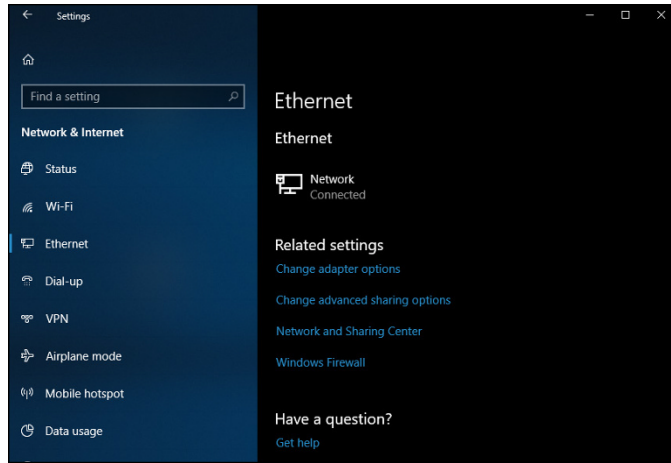 Settings
Find a setting
Network & Internet
Status
Wi-Fi
Ethernet
Dial-up
VPN
Airplane mode
Mobile hotspot
Data usage
Ethernet
Ethernet
Network
Connected
Related settings
Change adapter options
Change advanced sharing options
Network and Sharing Center
Windows Firewall
Have a question?
Get help